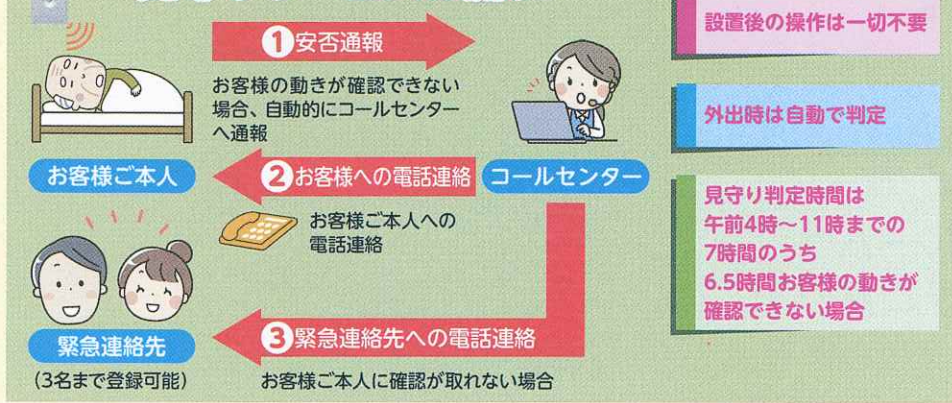 ①安否通報
お客様の動きが確認できない
場合、自動的にコールセンター
へ通報
お客様ご本人
②お客様への電話連絡
コールセンター
お客様ご本人への
電話連絡
緊急連絡先
(3名まで登録可能)
③緊急連絡先への電話連絡
お客様ご本人に確認が取れない場合
設置後の操作は一切不要
外出時は自動で判定
見守り判定時間は
午前4時～11時までの
7時間のうち
6.5時間お客様の動きが
確認できない場合